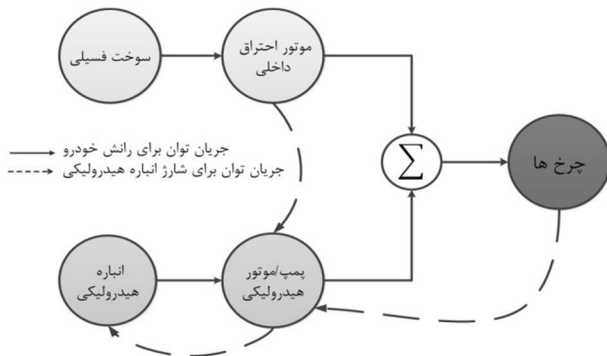 سوخت فسیلی
موتور احتراق
داخلی
جریان توان برای رانش خودرو
جریان توان برای شارژ انباره هیدرولیکی
∑
چرخ ها
انباره
هیدرولیکی
پمپ/موتور
هیدرولیکی